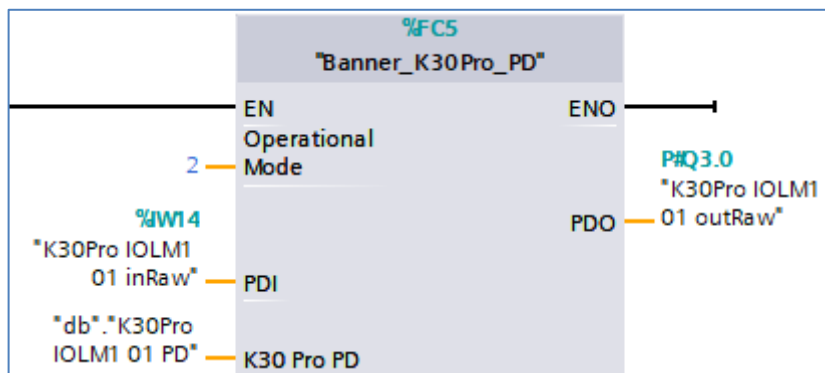 %FC5
"Banner_K30Pro_PD"
EN
ENO
Operational
Mode
2
P#Q3.0
"K30Pro IOLM1
01 outRaw"
PDO
%IW14
"K30Pro IOLM1
01 inRaw"
PDI
"db"."K30Pro
IOLM1 01 PD"
K30 Pro PD